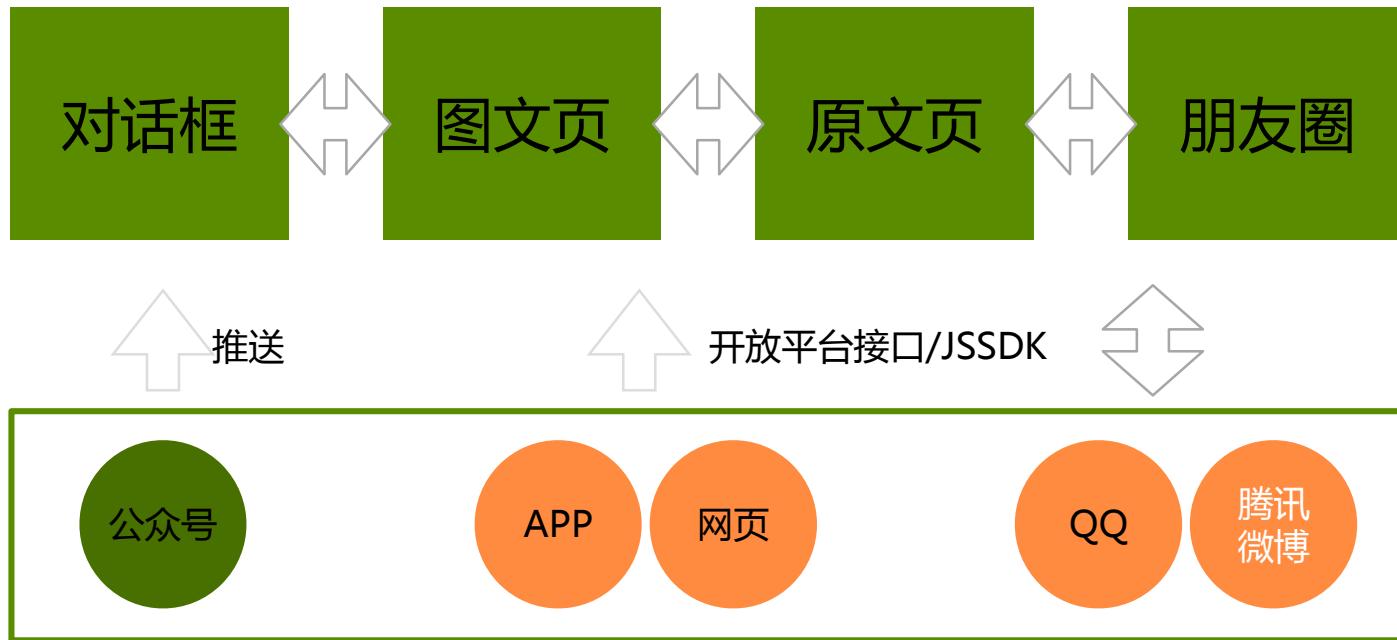 对话框
图文页
原文页
朋友圈
推送
开放平台接口/JSSDK
公众号
APP
网页
QQ
腾讯
微博